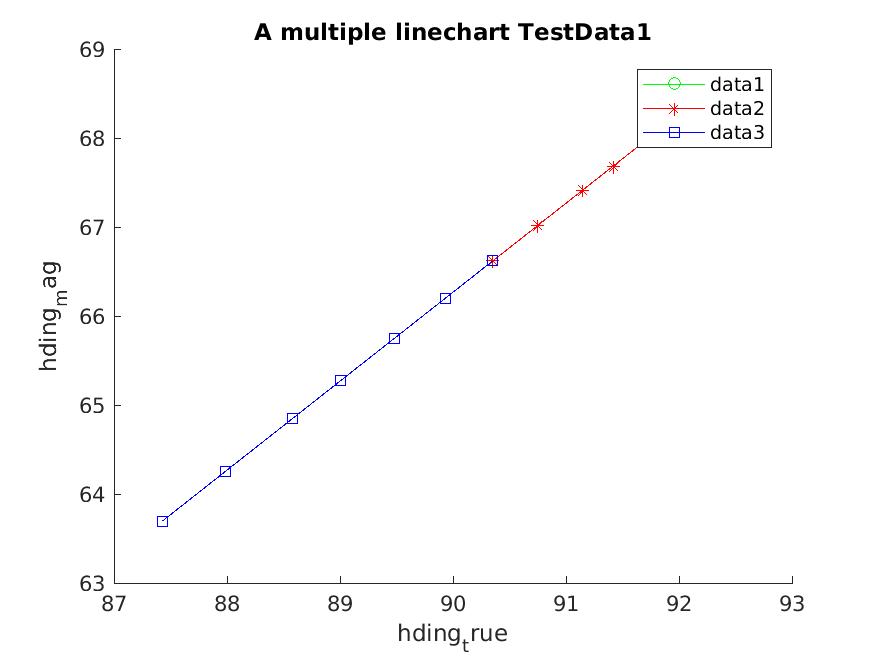 A multiple linechart TestData1
69
68
67
66
65
64
63
87
88
89
90
91
92
93
hding_mag
hding_true
data1
data2
data3